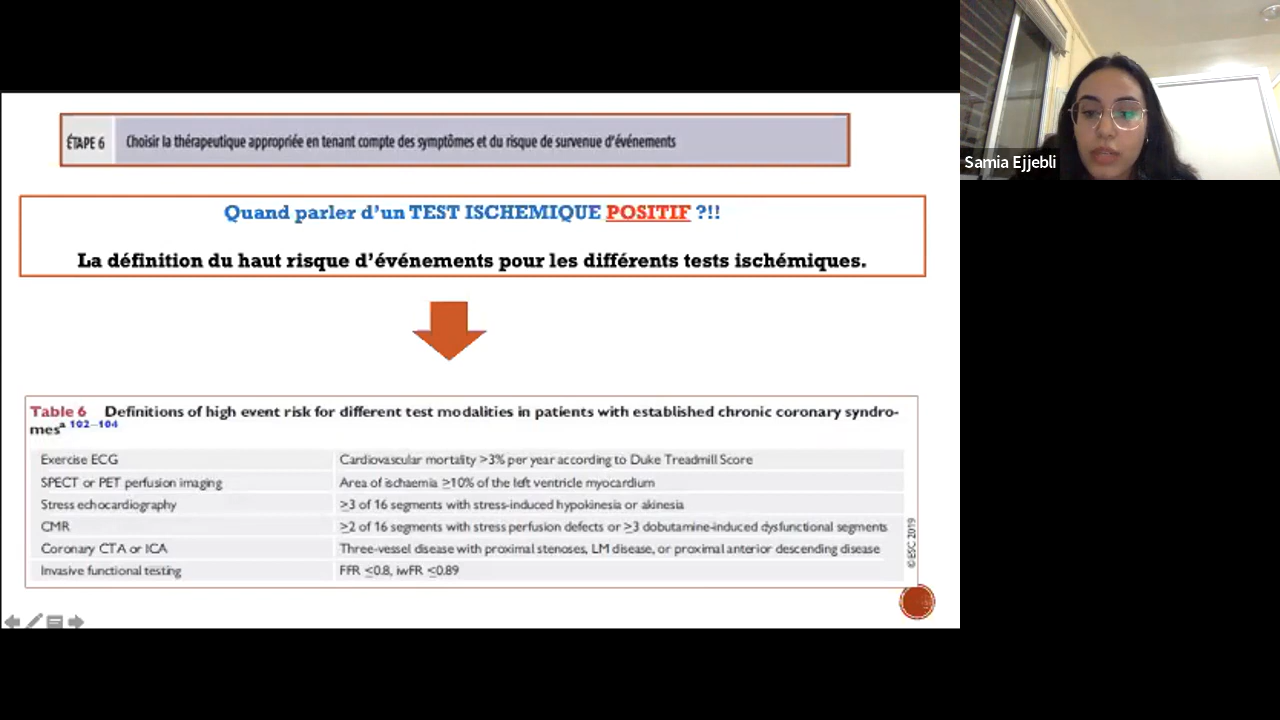 ÉTAPE 6 Choisir la thérapeutique appropriée en tenant compte des symptômes et du risque de survenue d'événements
Quand parler d'un TEST ISCHEMIQUE POSITIF ?!!
La définition du haut risque d'événements pour les différents tests ischémiques.
Table 6 Definitions of high event risk for different test modalities in patients with established chronic coronary syndro-
mesᵃ 102–104
Exercise ECG Cardiovascular mortality >3% per year according to Duke Treadmill Score
SPECT or PET perfusion imaging Area of ischaemia ≥10% of the left ventricle myocardium
Stress echocardiography ≥3 of 16 segments with stress-induced hypokinesia or akinesia
CMR ≥2 of 16 segments with stress perfusion defects or ≥3 dobutamine-induced dysfunctional segments
Coronary CTA or ICA Three-vessel disease with proximal stenoses, LM disease, or proximal anterior descending disease
Invasive functional testing FFR ≤0.8, iwFR ≤0.89
© ESC 2019
Samia Ejjebli